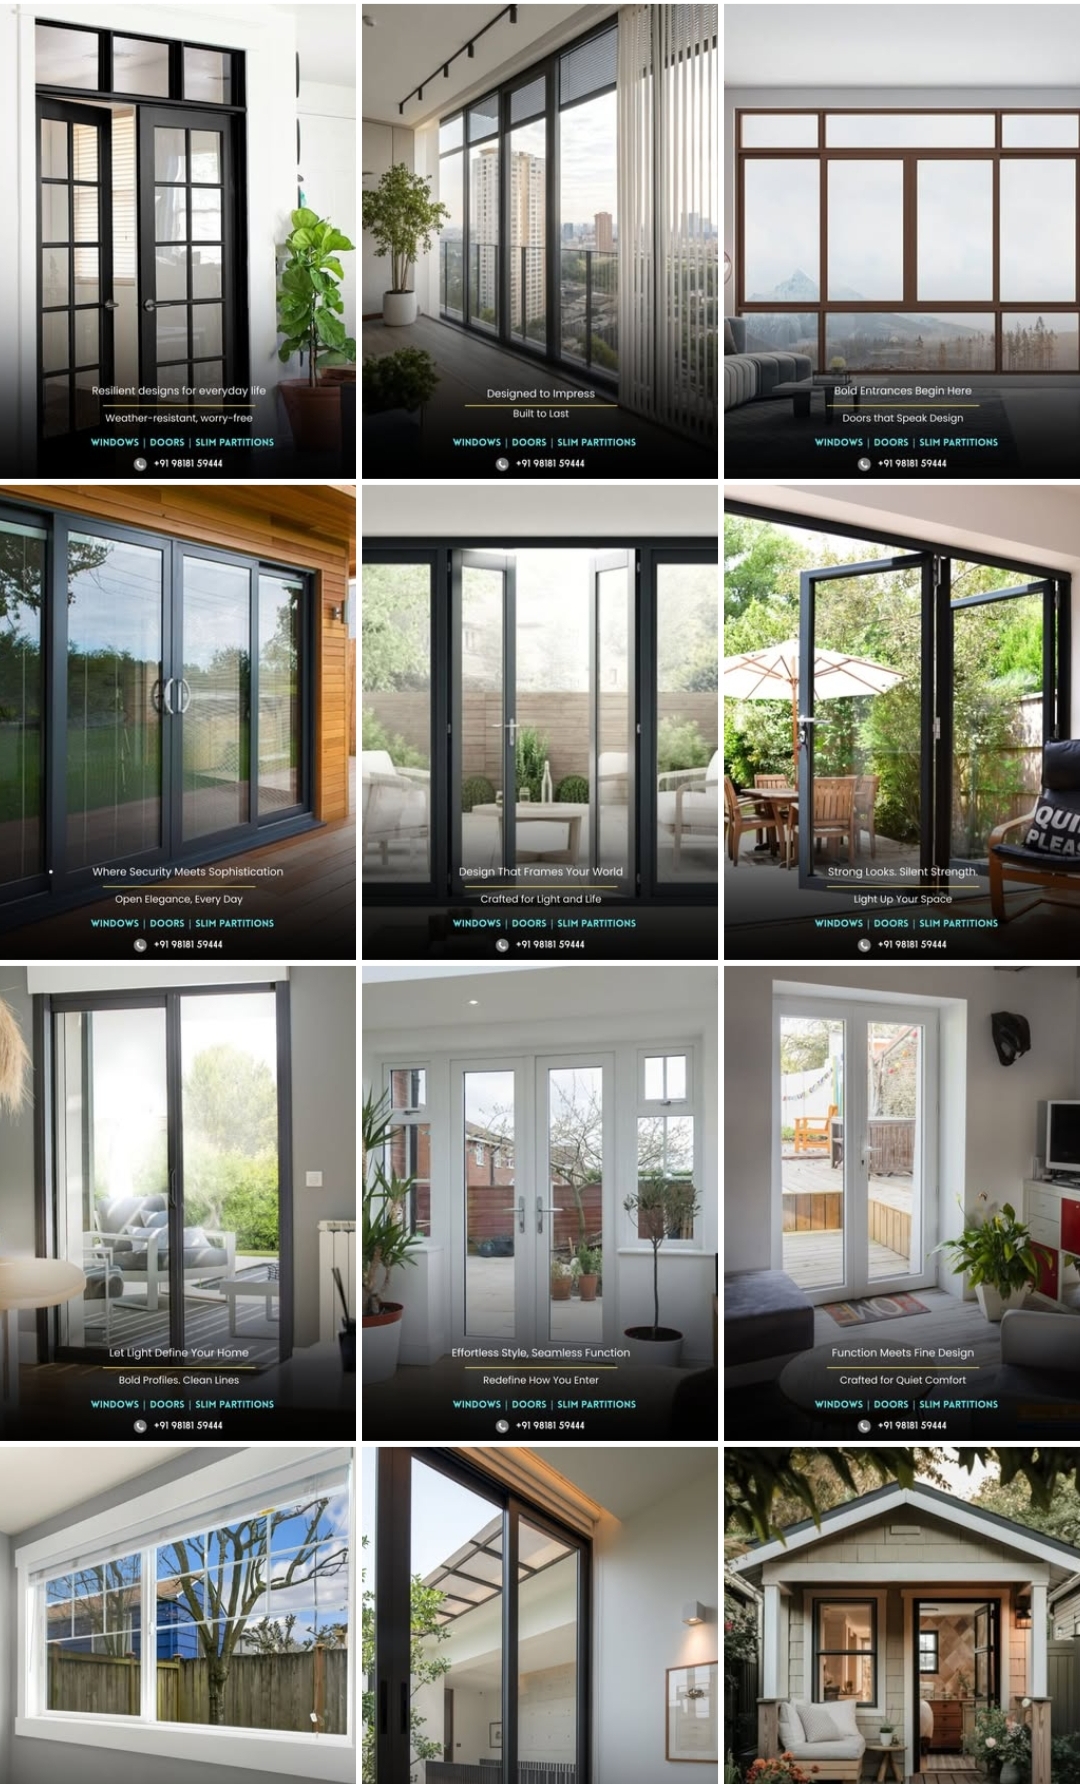 Resilient designs for everyday life
Weather-resistant, worry-free
WINDOWS | DOORS | SLIM PARTITIONS
+91 98181 59444
Designed to Impress
Built to Last
WINDOWS | DOORS | SLIM PARTITIONS
+91 98181 59444
Bold Entrances Begin Here
Doors that Speak Design
WINDOWS | DOORS | SLIM PARTITIONS
+91 98181 59444
Where Security Meets Sophistication
Open Elegance, Every Day
WINDOWS | DOORS | SLIM PARTITIONS
+91 98181 59444
Design That Frames Your World
Crafted for Light and Life
WINDOWS | DOORS | SLIM PARTITIONS
+91 98181 59444
QUI
PLEAS
Strong Looks. Silent Strength.
Light Up Your Space
WINDOWS | DOORS | SLIM PARTITIONS
+91 98181 59444
Let Light Define Your Home
Bold Profiles. Clean Lines
WINDOWS | DOORS | SLIM PARTITIONS
+91 98181 59444
Effortless Style, Seamless Function
Redefine How You Enter
WINDOWS | DOORS | SLIM PARTITIONS
+91 98181 59444
HOME
Function Meets Fine Design
Crafted for Quiet Comfort
WINDOWS | DOORS | SLIM PARTITIONS
+91 98181 59444